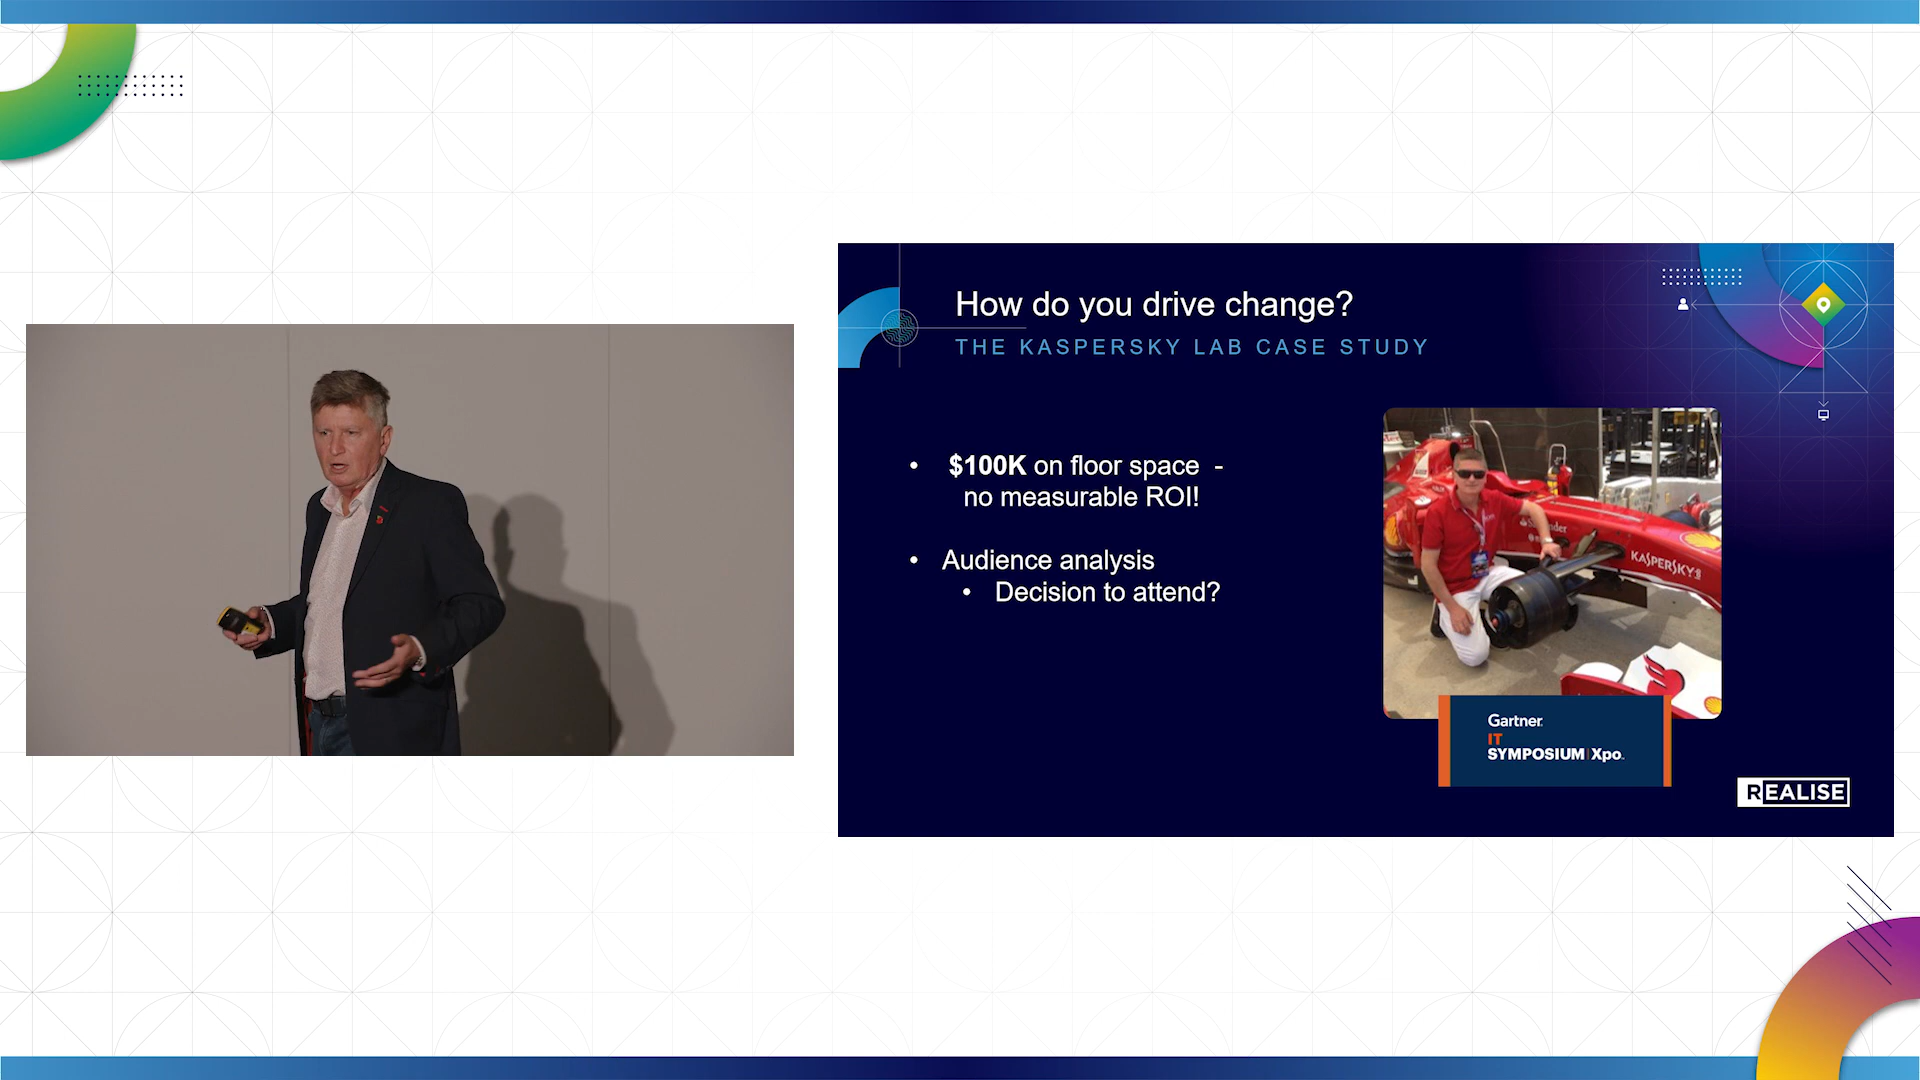 How do you drive change?
THE KASPERSKY LAB CASE STUDY
• $100K on floor space -
no measurable ROI!
• Audience analysis
• Decision to attend?
Santander
KASPERSKY
Gartner
IT
SYMPOSIUM Xpo
REALISE